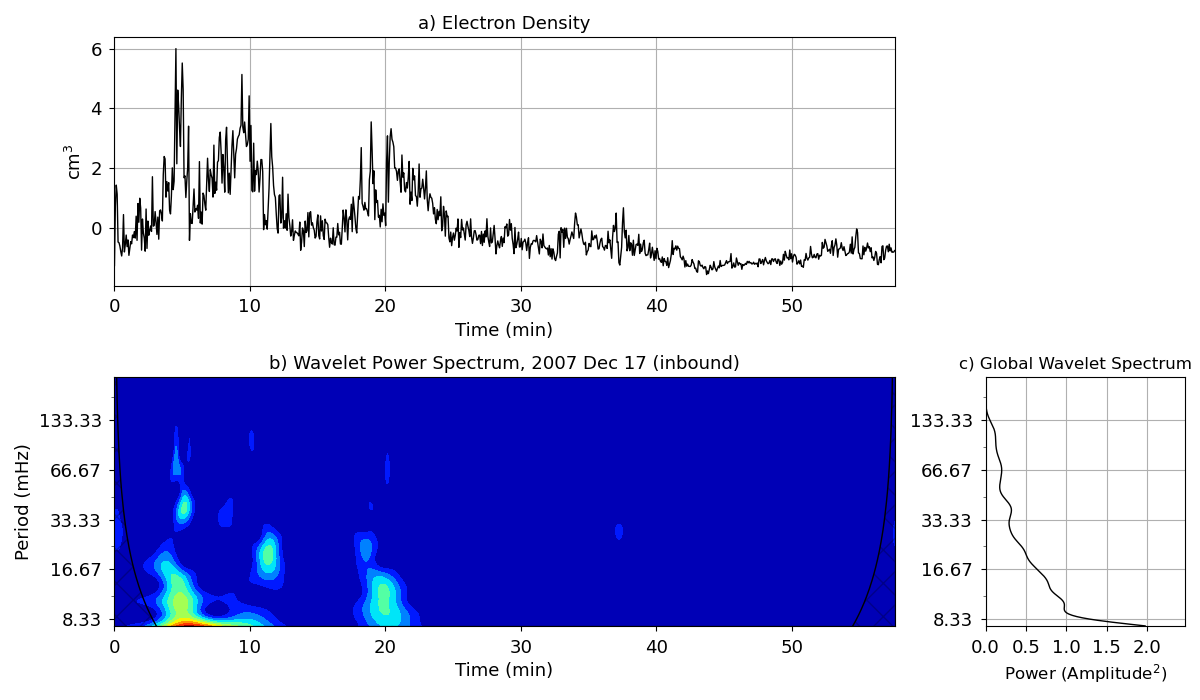 a) Electron Density
cm³
6
4
2
0
0 10 20 30 40 50
Time (min)
b) Wavelet Power Spectrum, 2007 Dec 17 (inbound)
Period (mHz)
133.33
66.67
33.33
16.67
8.33
0 10 20 30 40 50
Time (min)
c) Global Wavelet Spectrum
133.33
66.67
33.33
16.67
8.33
0.0 0.5 1.0 1.5 2.0
Power (Amplitude²)